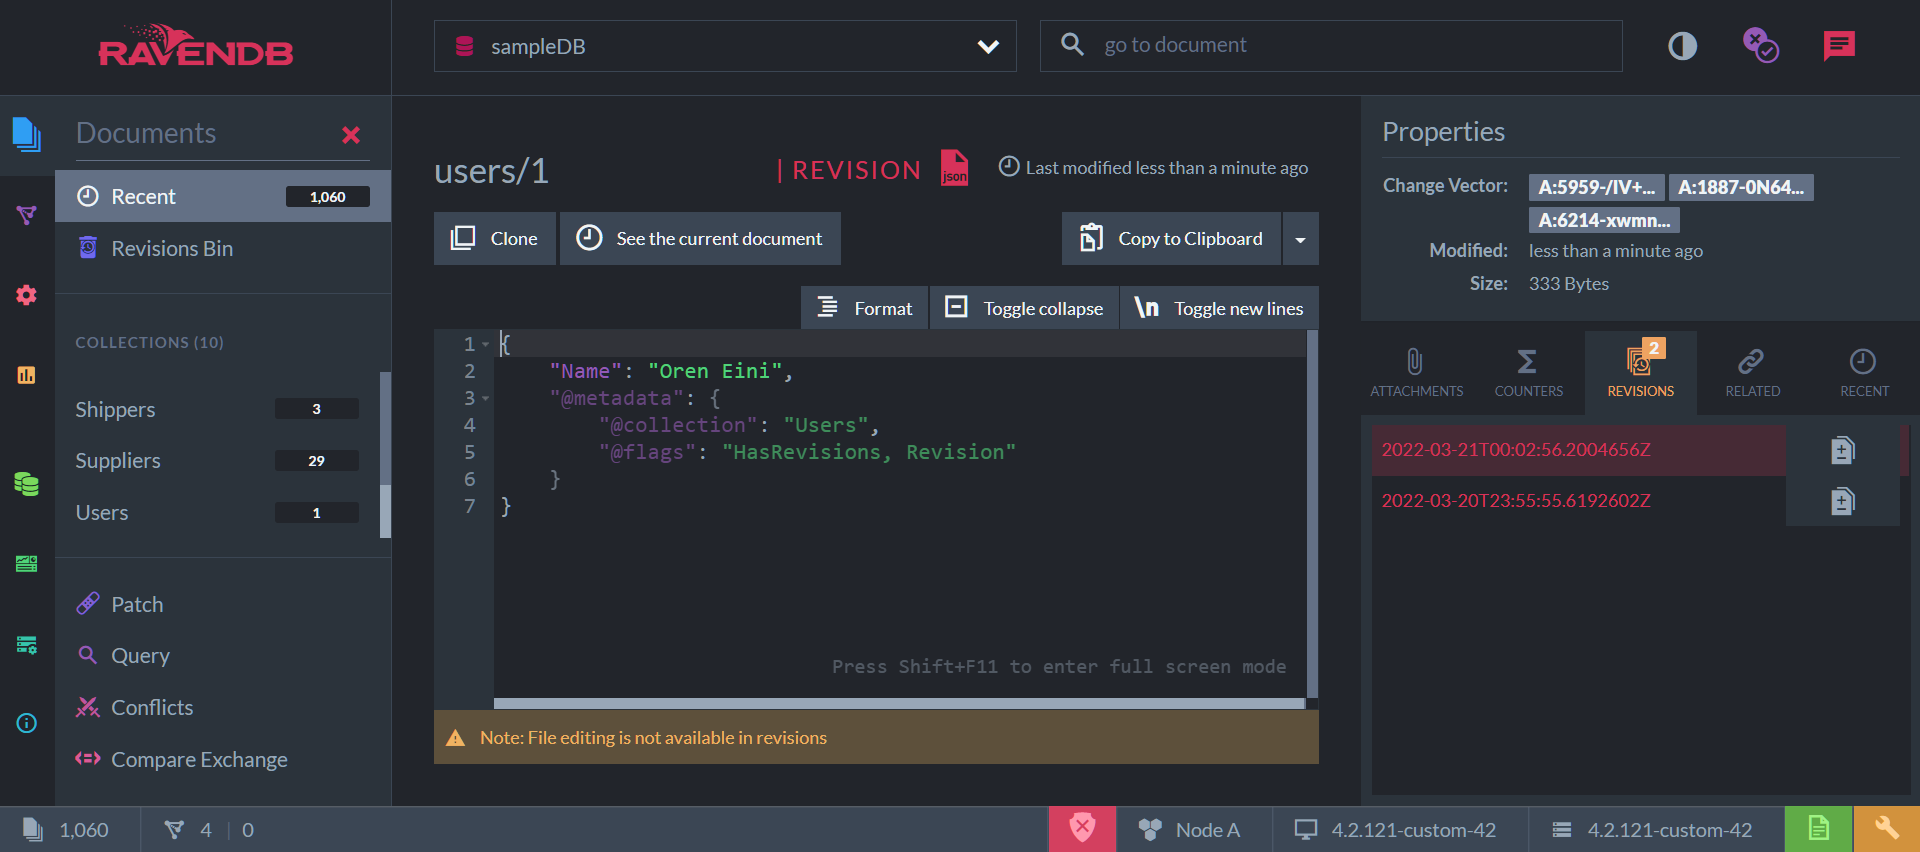 RAVENDB
sampleDB
go to document
Documents
Recent 1,060
Revisions Bin
COLLECTIONS (10)
Shippers 3
Suppliers 29
Users 1
Patch
Query
Conflicts
Compare Exchange
users/1
| REVISION
json
Last modified less than a minute ago
Clone
See the current document
Copy to Clipboard
Format
Toggle collapse
\n Toggle new lines
1 {
2 "Name": "Oren Eini",
3 "@metadata": {
4 "@collection": "Users",
5 "@flags": "HasRevisions, Revision"
6 }
7 }
Press Shift+F11 to enter full screen mode
Note: File editing is not available in revisions
Properties
Change Vector: A:5959-/IV+... A:1887-0N64...
A:6214-xwmn...
Modified: less than a minute ago
Size: 333 Bytes
ATTACHMENTS
COUNTERS
2
REVISIONS
RELATED
RECENT
2022-03-21T00:02:56.2004656Z
2022-03-20T23:55:55.6192602Z
1,060
4 | 0
Node A
4.2.121-custom-42
4.2.121-custom-42